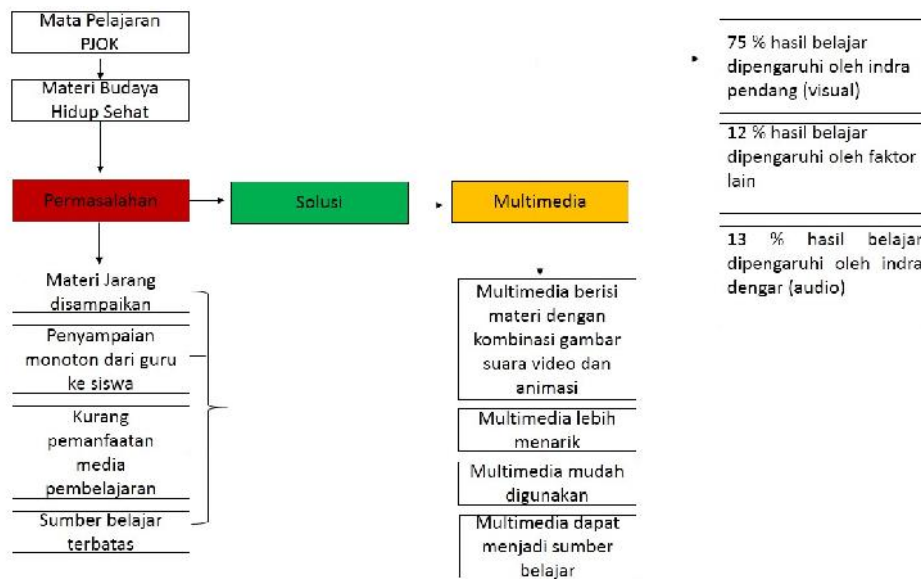 Mata Pelajaran
PJOK
Materi Budaya
Hidup Sehat
Permasalahan
Solusi
Multimedia
Materi Jarang
disampaikan
Penyampaian
monoton dari guru
ke siswa
Kurang
pemanfaatan
media
pembelajaran
Sumber belajar
terbatas
Multimedia berisi
materi dengan
kombinasi gambar
suara video dan
animasi
Multimedia lebih
menarik
Multimedia mudah
digunakan
Multimedia dapat
menjadi sumber
belajar
75 % hasil belajar
dipengaruhi oleh indra
pendang (visual)
12 % hasil belajar
dipengaruhi oleh faktor
lain
13 % hasil belajar
dipengaruhi oleh indra
dengar (audio)